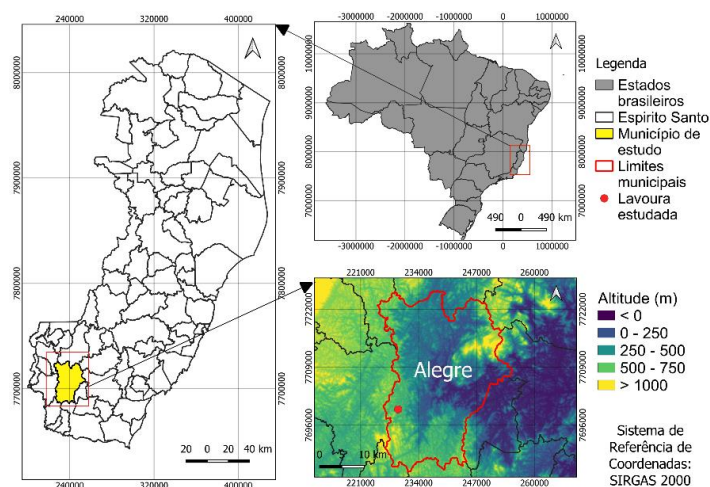 240000 320000 400000
8000000
7900000
7800000
7700000
20 0 20 40 km
240000 320000 400000
-3000000 -2000000 -1000000 0 1000000
10000000
9000000
8000000
7000000
490 0 490 km
-3000000 -2000000 -1000000 0 1000000
221000 234000 247000 260000
7722000
7709000
7696000
Alegre
10 0 10 km
221000 234000 247000 260000
Legenda
Estados
brasileiros
Espirito Santo
Município de
estudo
Limites
municipais
Lavoura
estudada
Altitude (m)
< 0
0 - 250
250 - 500
500 - 750
> 1000
Sistema de
Referência de
Coordenadas:
SIRGAS 2000